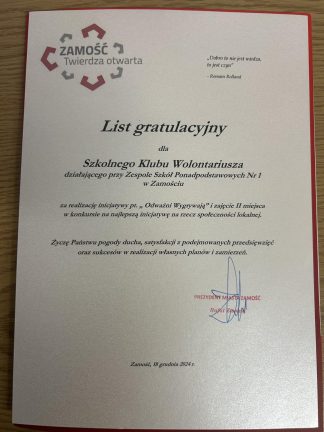 ZAMOŚĆ
Twierdza otwarta
„Dobro to nie jest wiedza,
to jest czyn”
– Romain Rolland
List gratulacyjny
dla
Szkolnego Klubu Wolontariusza
działającego przy Zespole Szkół Ponadpodstawowych Nr 1
w Zamościu
za realizację inicjatywy pt. „ Odważni Wygrywają” i zajęcie II miejsca
w konkursie na najlepszą inicjatywę na rzecz społeczności lokalnej.
Życzę Państwu pogody ducha, satysfakcji z podejmowanych przedsięwzięć
oraz sukcesów w realizacji własnych planów i zamierzeń.
PREZYDENT MIASTA ZAMOŚĆ
Zamość, 18 grudnia 2024 r.